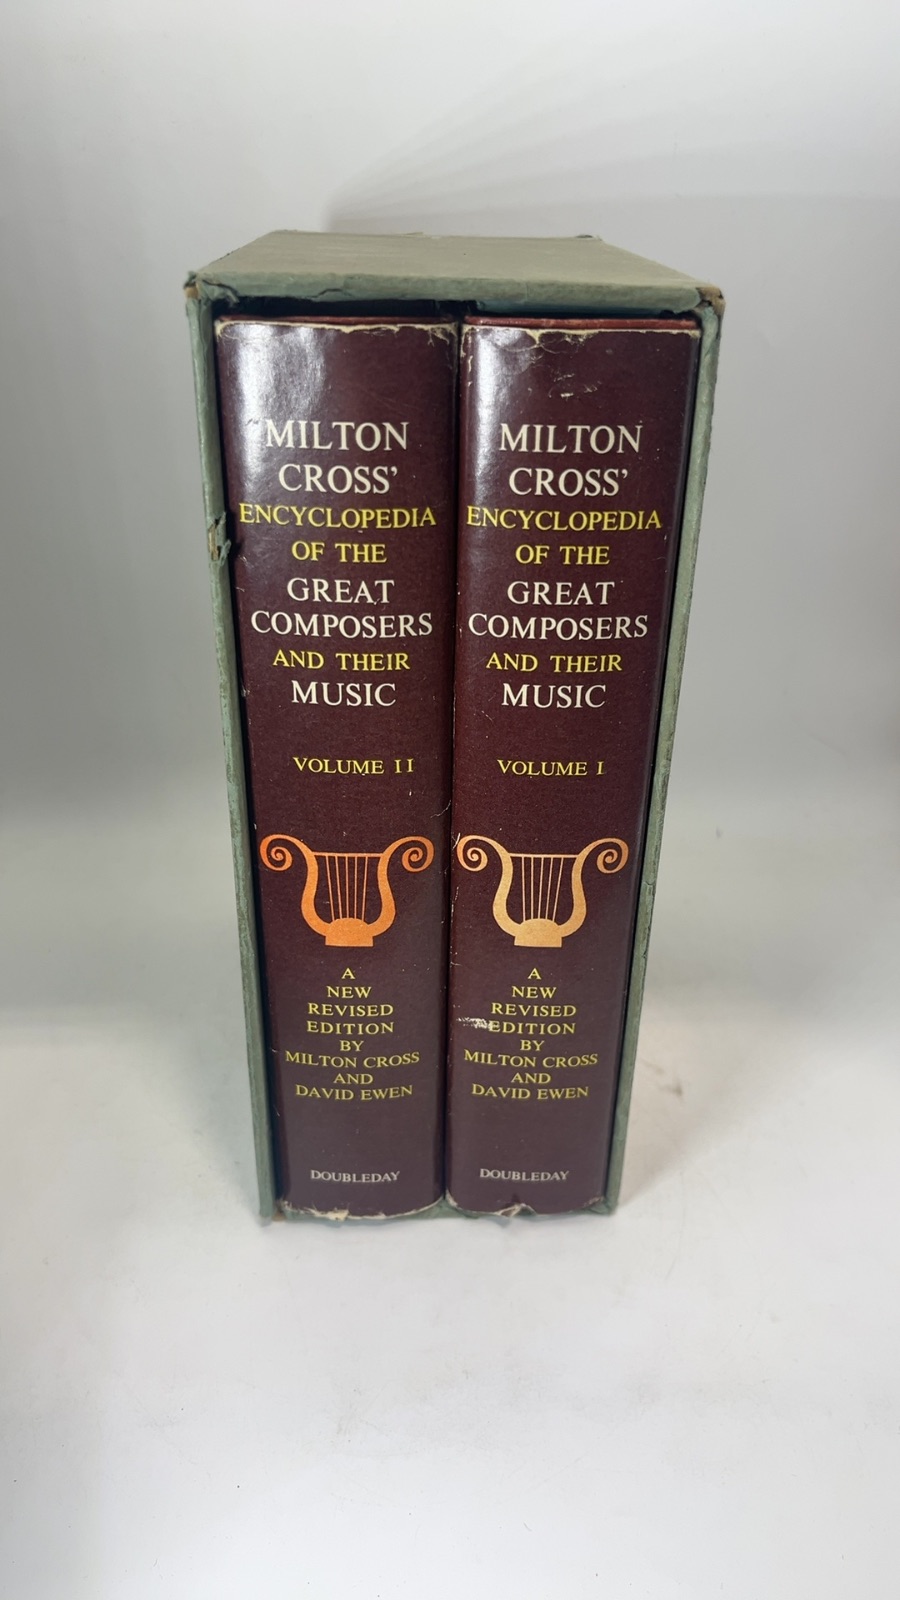 MILTON
CROSS'
ENCYCLOPEDIA
OF THE
GREAT
COMPOSERS
AND THEIR
MUSIC
VOLUME II
A
NEW
REVISED
EDITION
BY
MILTON CROSS
AND
DAVID EWEN
DOUBLEDAY
MILTON
CROSS'
ENCYCLOPEDIA
OF THE
GREAT
COMPOSERS
AND THEIR
MUSIC
VOLUME I
A
NEW
REVISED
EDITION
BY
MILTON CROSS
AND
DAVID EWEN
DOUBLEDAY